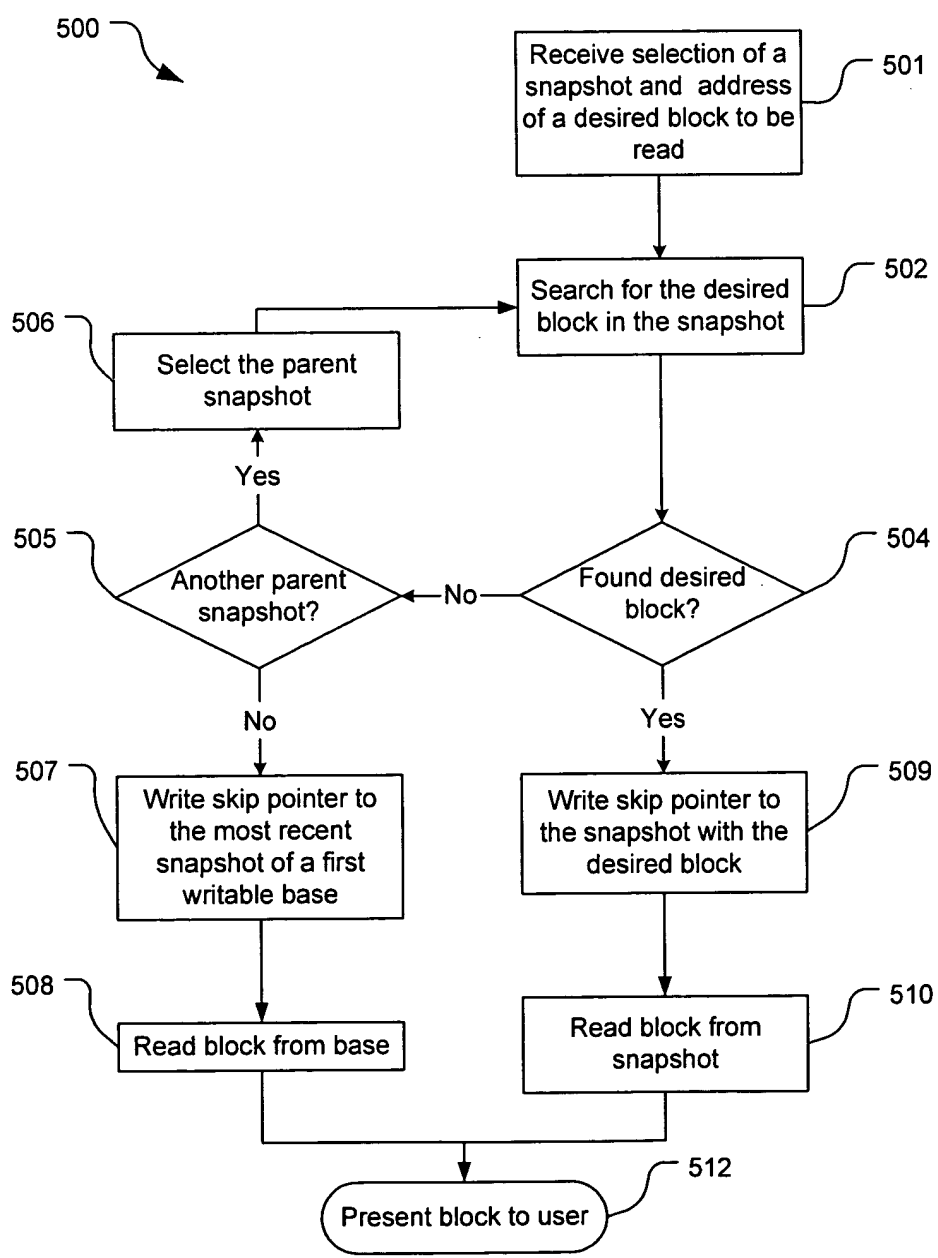 500
Receive selection of a
snapshot and address
of a desired block to be
read
501
Search for the desired
block in the snapshot
502
506
Select the parent
snapshot
Yes
505
Another parent
snapshot?
No
Found desired
block?
504
No
Yes
507
Write skip pointer to
the most recent
snapshot of a first
writable base
Write skip pointer to
the snapshot with the
desired block
509
508
Read block from base
Read block from
snapshot
510
Present block to user
512